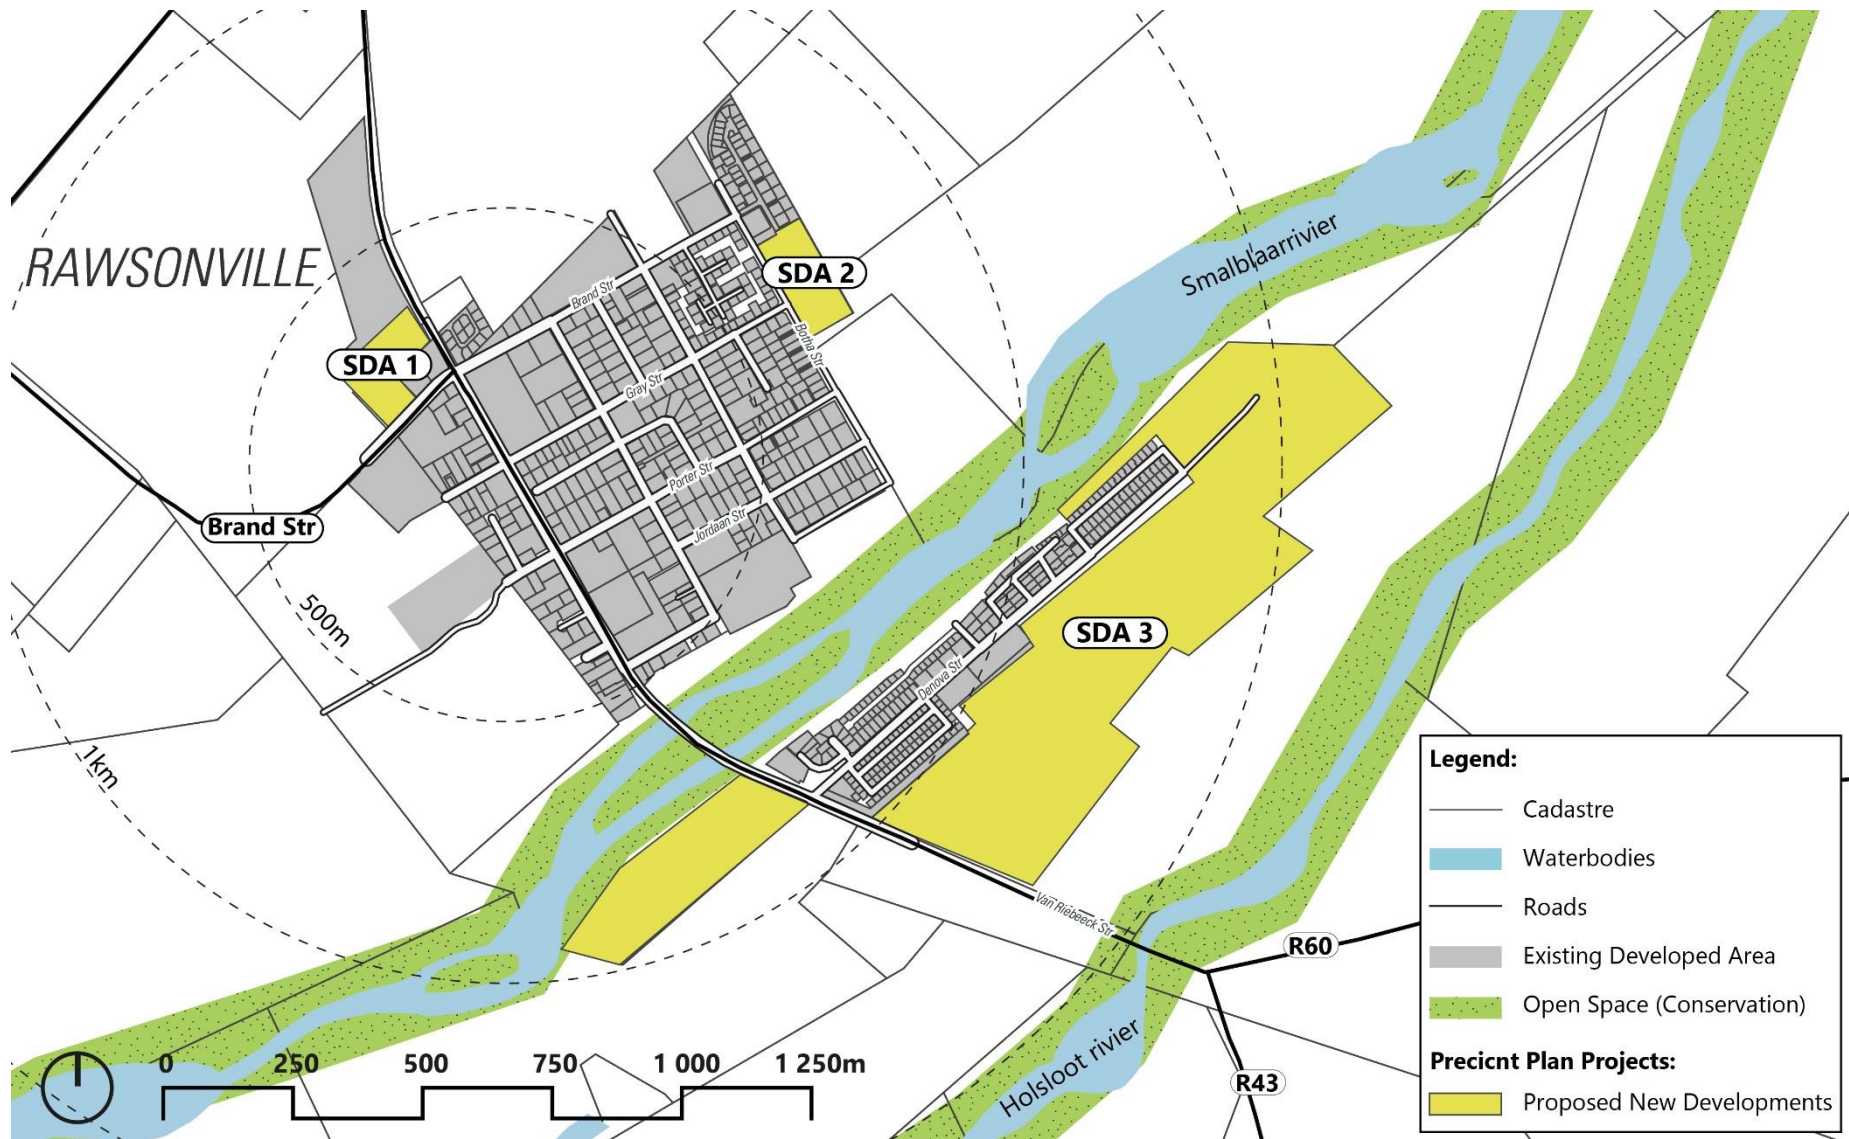 RAWSONVILLE
Smalblaarrivier
SDA 2
Brand Str
Botha Str
SDA 1
Gray Str
Porter Str
Jordaan Str
Brand Str
500m
SDA 3
Denova Str
1km
Van Riebeeck Str
R60
R43
Holsloot rivier
0 250 500 750 1 000 1 250m
Legend:
Cadastre
Waterbodies
Roads
Existing Developed Area
Open Space (Conservation)
Precicnt Plan Projects:
Proposed New Developments